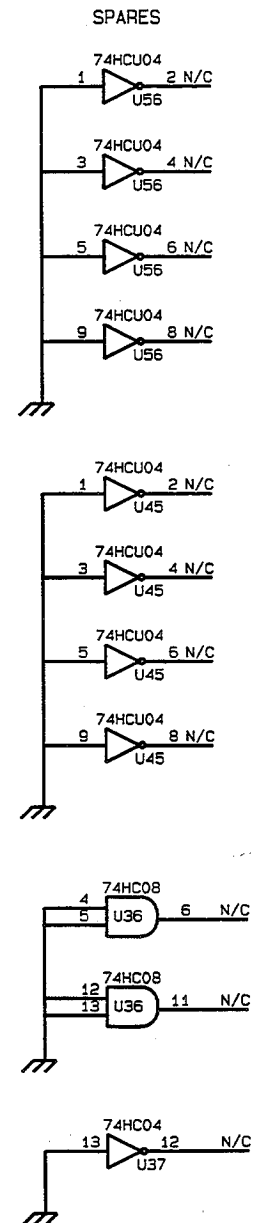 SPARES
74HCU04
1 2 N/C
U56
74HCU04
3 4 N/C
U56
74HCU04
5 6 N/C
U56
74HCU04
9 8 N/C
U56
74HCU04
1 2 N/C
U45
74HCU04
3 4 N/C
U45
74HCU04
5 6 N/C
U45
74HCU04
9 8 N/C
U45
74HC08
4 6 N/C
5 U36
74HC08
12 11 N/C
13 U36
74HC04
13 12 N/C
U37